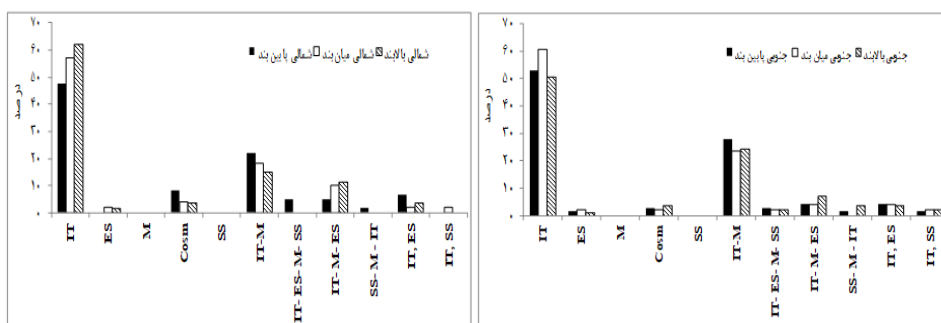 ۷۰
۶۰
۵۰
۴۰
۳۰
۲۰
۱۰
۰
درصد
شمالی پایین بند شمالی میان بند شمالی بالابند
IT
ES
M
Cosm
SS
IT-M
IT- ES- M- SS
IT- M- ES
SS- M - IT
IT, ES
IT, SS
۷۰
۶۰
۵۰
۴۰
۳۰
۲۰
۱۰
۰
درصد
جنوبی پایین بند جنوبی میان بند جنوبی بالابند
IT
ES
M
Cosm
SS
IT-M
IT- ES- M- SS
IT- M- ES
SS- M - IT
IT, ES
IT, SS